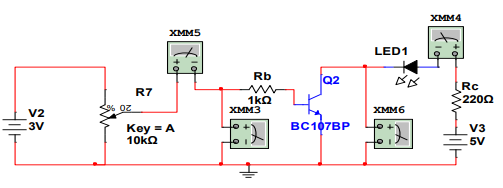 XMM4
XMM5
LED1
R7
Rb
Q2
Rc
220Ω
1kΩ
XMM3
XMM6
20 %
V2
3V
Key = A
10kΩ
BC107BP
V3
5V